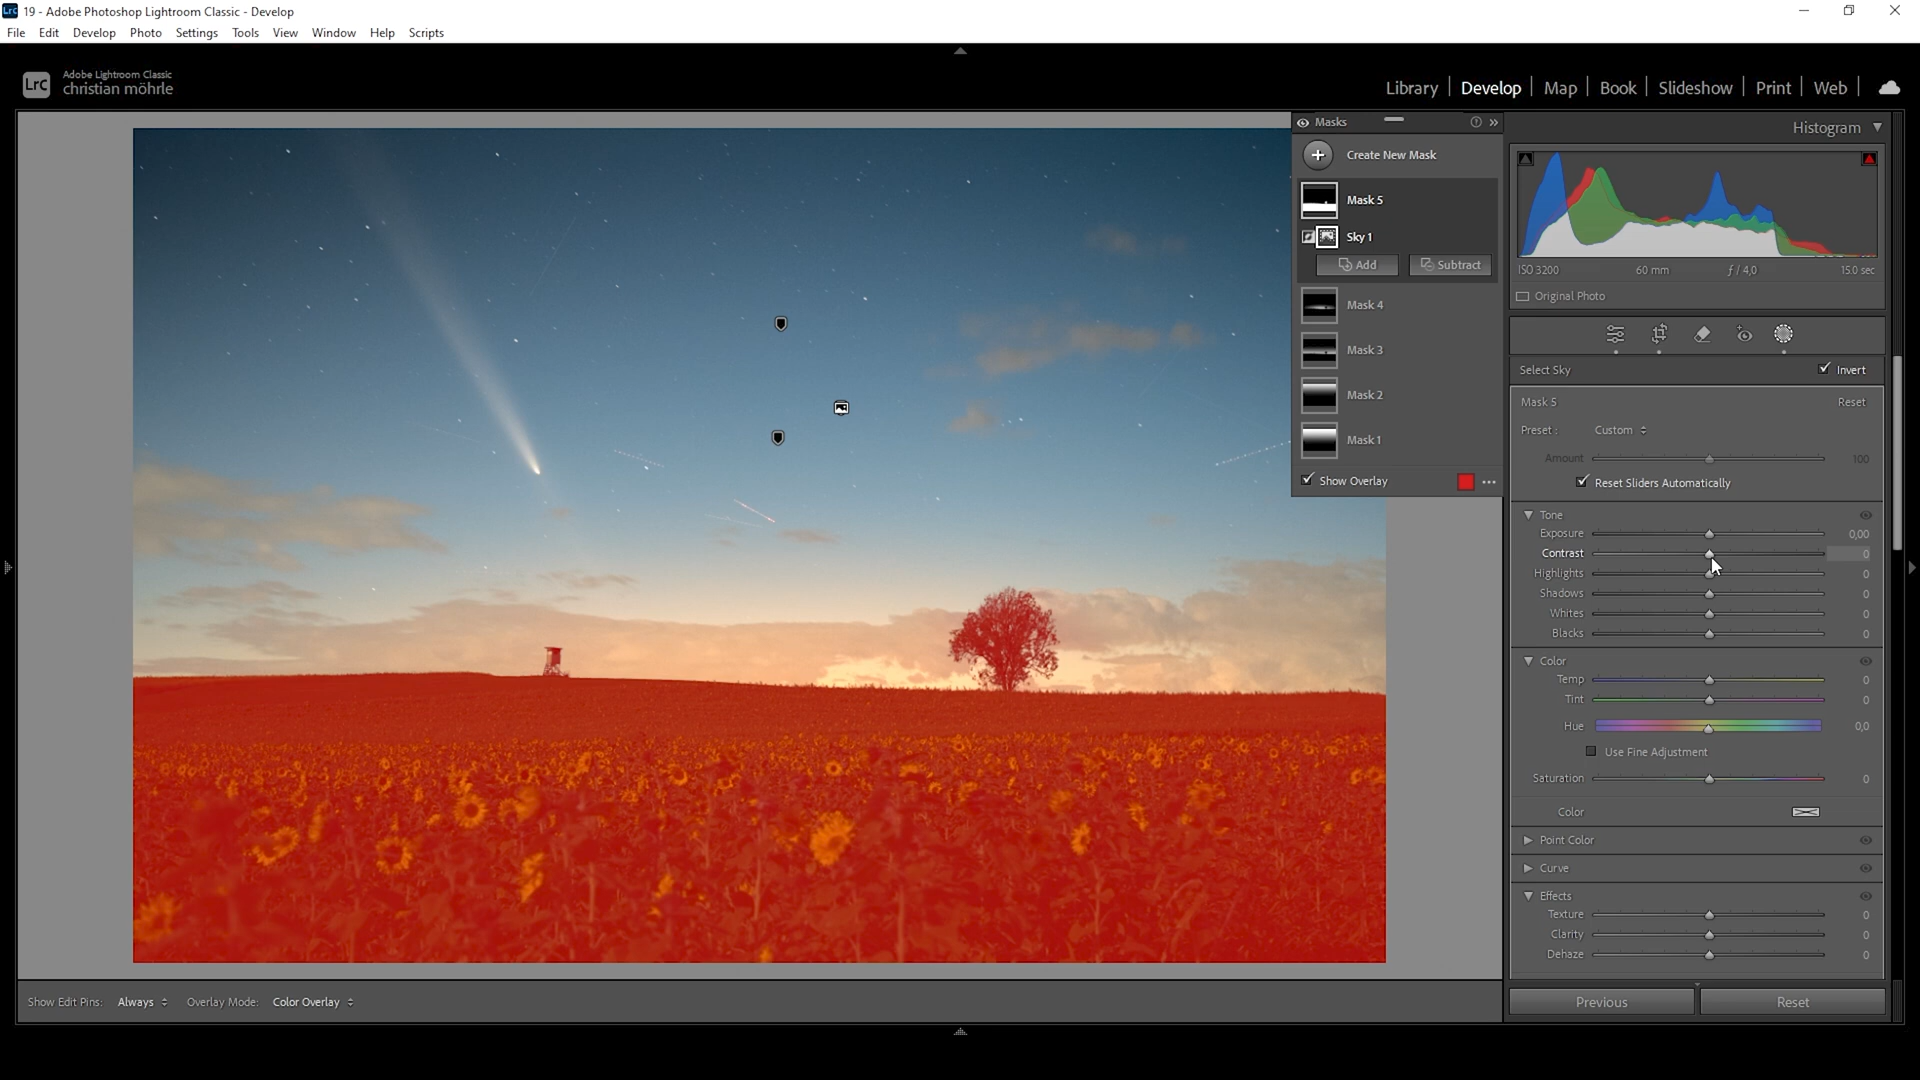 19 - Adobe Photoshop Lightroom Classic - Develop
File Edit Develop Photo Settings Tools View Window Help Scripts
LrC
Adobe Lightroom Classic
christian möhrle
Library Develop Map Book Slideshow Print Web
Masks
Create New Mask
Mask 5
Sky 1
Add Subtract
Mask 4
Mask 3
Mask 2
Mask 1
Show Overlay
Histogram
ISO 3200 60 mm ƒ / 4,0 15.0 sec
Original Photo
Select Sky Invert
Mask 5 Reset
Preset : Custom
Amount 100
Reset Sliders Automatically
Tone
Exposure 0,00
Contrast 0
Highlights 0
Shadows 0
Whites 0
Blacks 0
Color
Temp 0
Tint 0
Hue 0,0
Use Fine Adjustment
Saturation 0
Color
Point Color
Curve
Effects
Texture 0
Clarity 0
Dehaze 0
Show Edit Pins: Always Overlay Mode: Color Overlay
Previous Reset